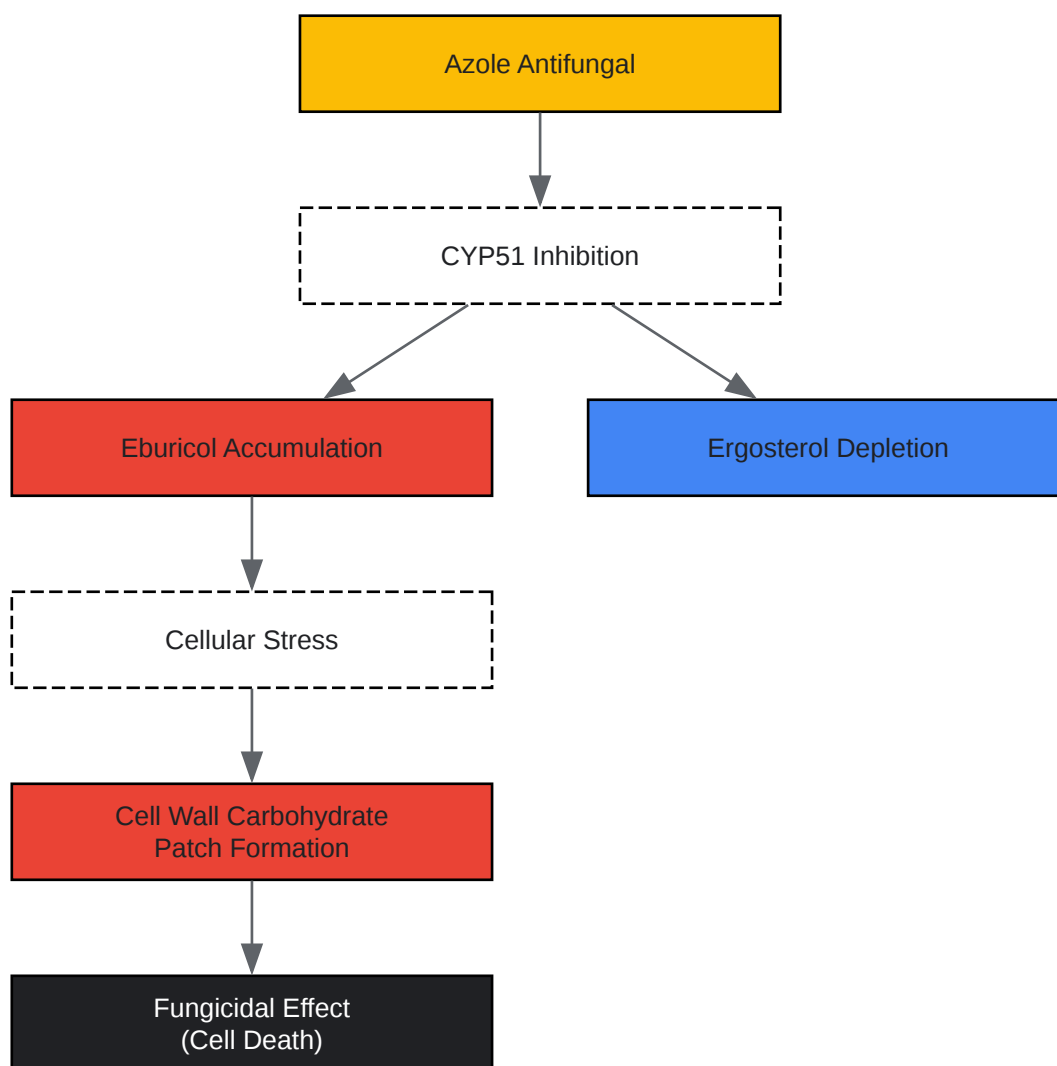 Azole Antifungal
CYP51 Inhibition
Eburicol Accumulation
Ergosterol Depletion
Cellular Stress
Cell Wall Carbohydrate
Patch Formation
Fungicidal Effect
(Cell Death)